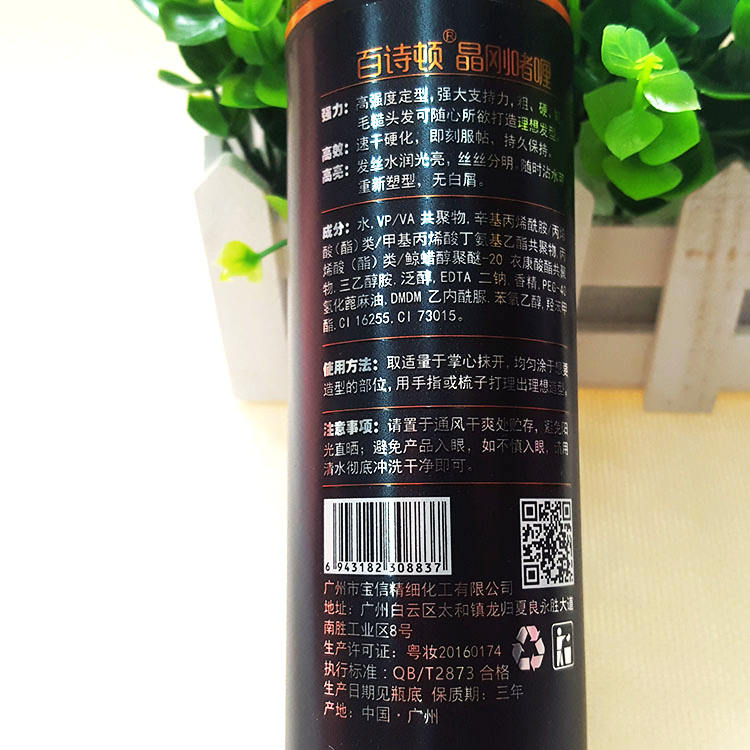 百诗顿® 晶刚啫喱
强力: 高强度定型,强大支持力,粗、硬、
毛糙头发可随心所欲打造理想发型
高效: 速干硬化, 即刻服帖, 持久保持。
高亮: 发丝水润光亮, 丝丝分明, 随时沾水
重新塑型, 无白屑。
成分: 水,VP/VA 共聚物,辛基丙烯酰胺/丙烯
酸(酯)类/甲基丙烯酸丁氨基乙酯共聚物,丙
烯酸(酯)类/鲸蜡醇聚醚-20 衣康酸酯共聚
物,三乙醇胺,泛醇,EDTA 二钠,香精,PEG-40
氢化蓖麻油,DMDM 乙内酰脲,苯氧乙醇,羟苯甲
酯,CI 16255,CI 73015。
使用方法: 取适量于掌心抹开,均匀涂于想要
造型的部位,用手指或梳子打理出理想造型。
注意事项: 请置于通风干爽处贮存,避免阳
光直晒;避免产品入眼,如不慎入眼,请用
清水彻底冲洗干净即可。
6 943182 308837
广州市宝信精细化工有限公司
地址: 广州白云区太和镇龙归夏良永胜大道
南胜工业区8号
生产许可证: 粤妆20160174
执行标准: QB/T2873 合格
生产日期见瓶底 保质期: 三年
产地: 中国·广州